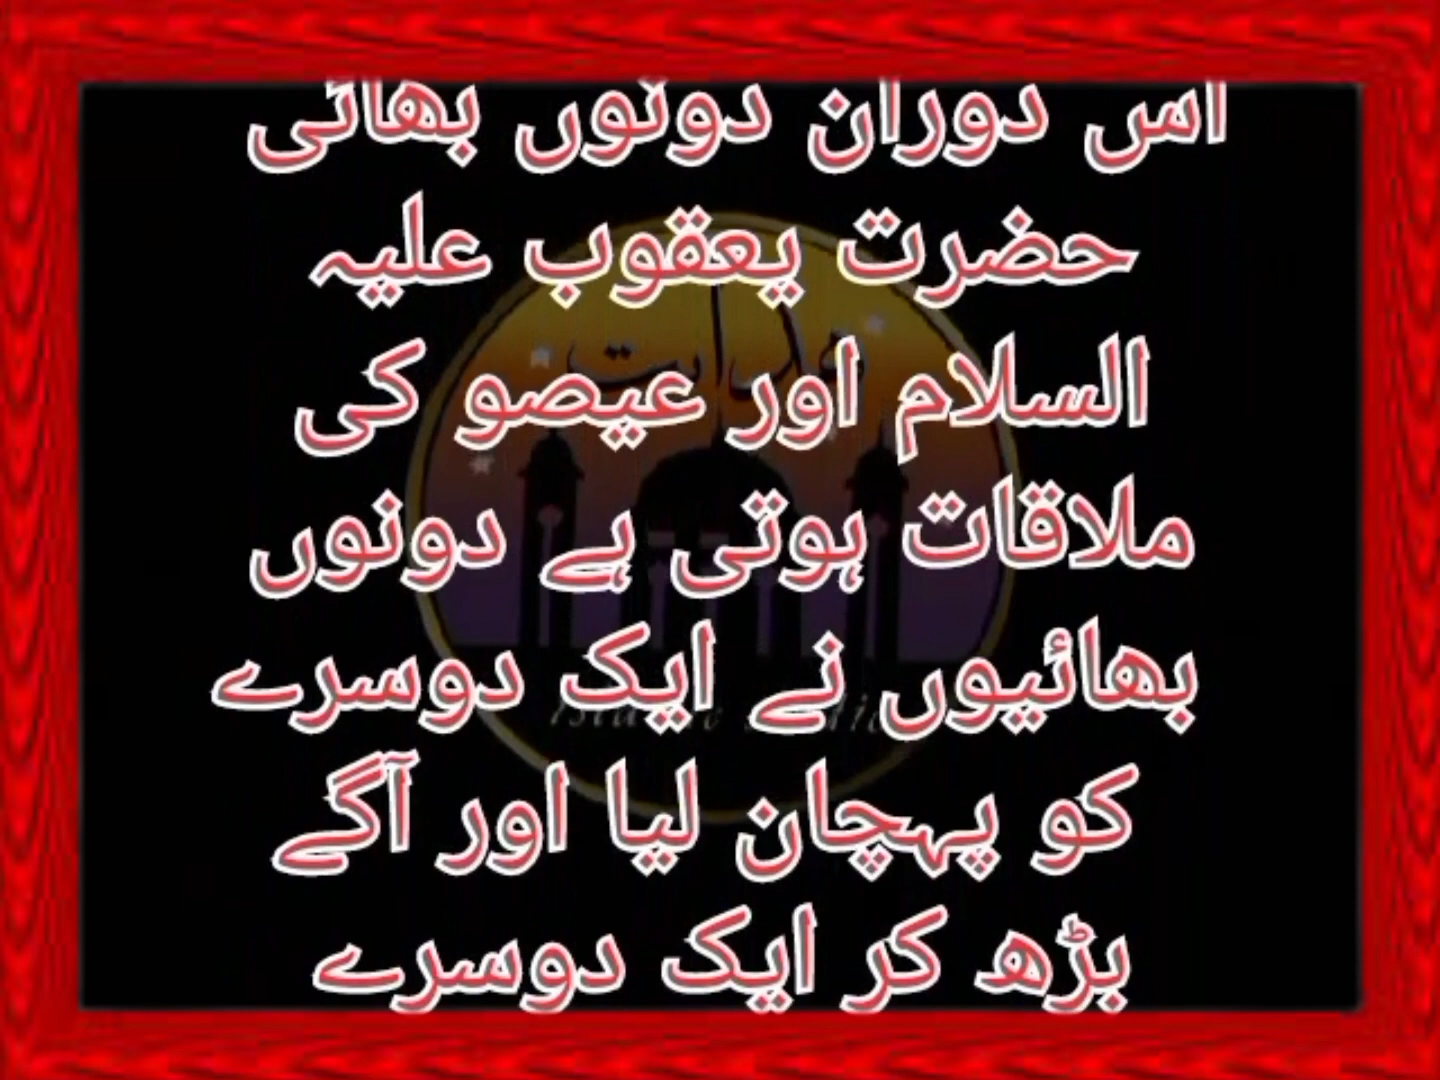 اس دوران دونوں بھائی
حضرت یعقوب علیہ
السلام اور عیصو کی
ملاقات ہوتی ہے دونوں
بھائیوں نے ایک دوسرے
کو پہچان لیا اور آگے
بڑھ کر ایک دوسرے